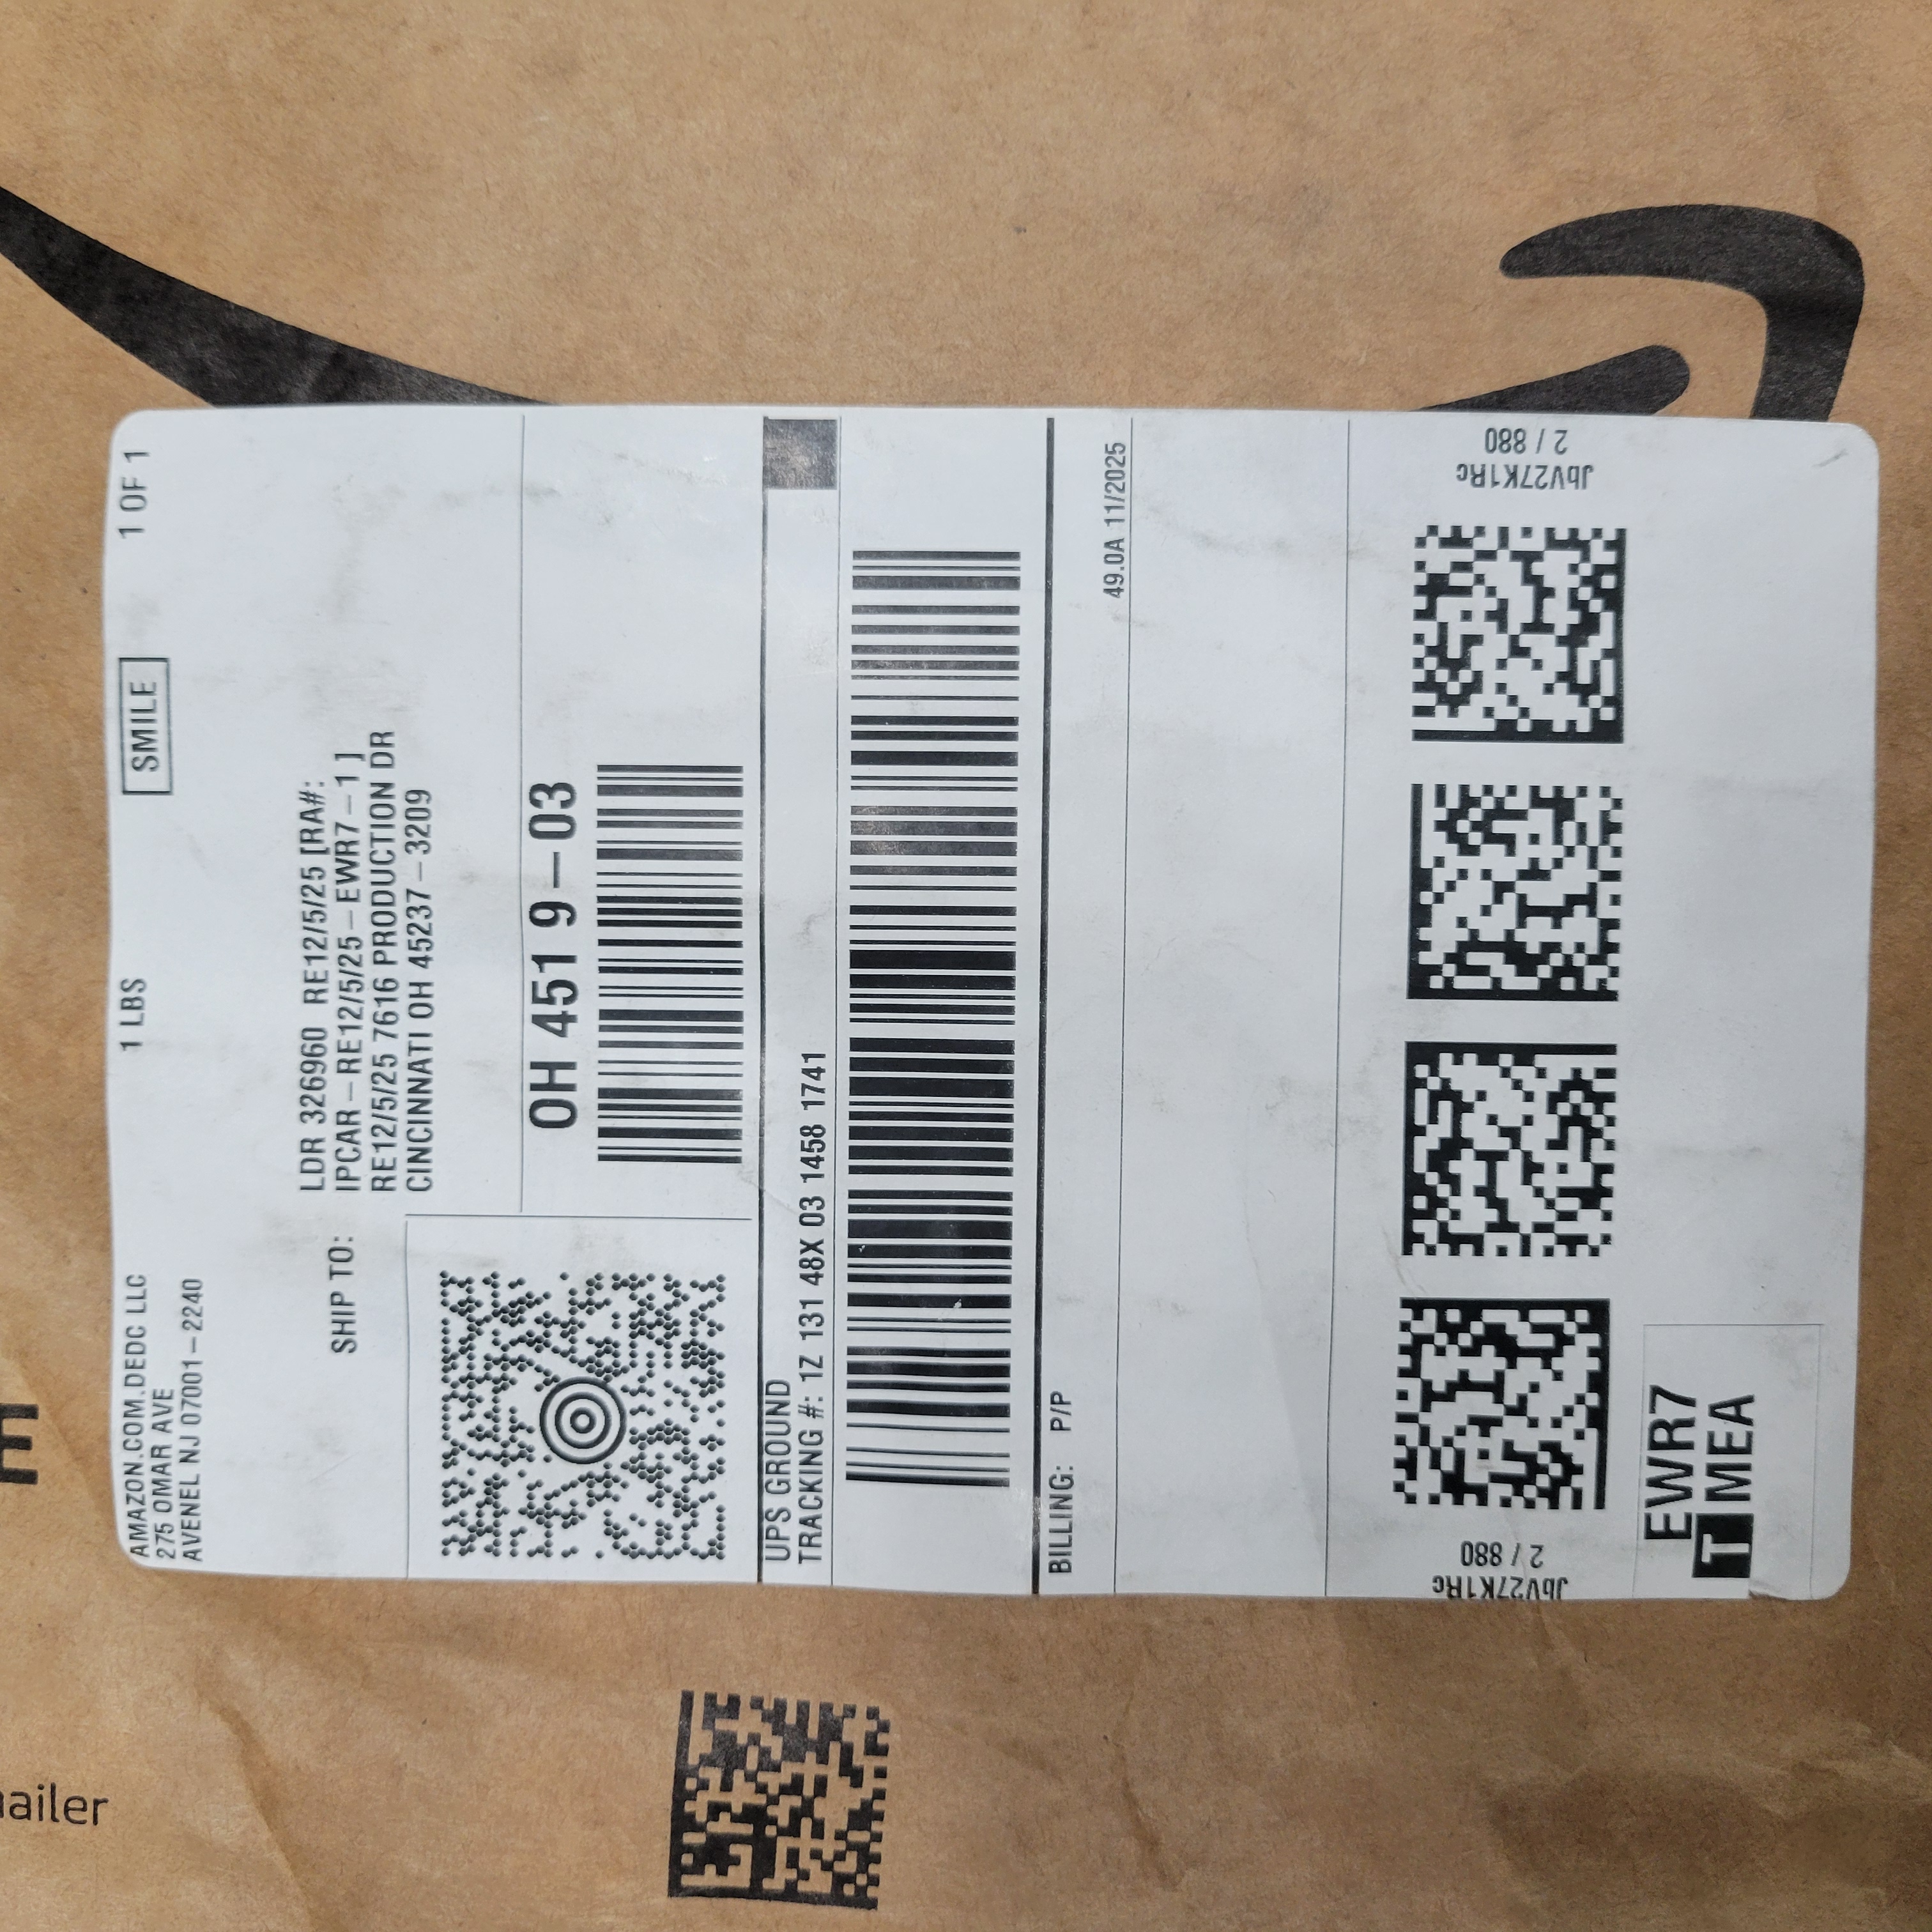 AMAZON.COM.DEDC LLC
275 OMAR AVE
AVENEL NJ 07001-2240
1 LBS
SMILE
1 OF 1
SHIP TO:
LDR 326960 RE12/5/25 [RA#:
IPCAR-RE12/5/25-EWR7-1 ]
RE12/5/25 7616 PRODUCTION DR
CINCINNATI OH 45237-3209
OH 451 9-03
UPS GROUND
TRACKING #: 1Z 131 48X 03 1458 1741
BILLING: P/P
49.0A 11/2025
JbV27K1Rc
2 / 880
JbV27K1Rc
2 / 880
EWR7
T MEA